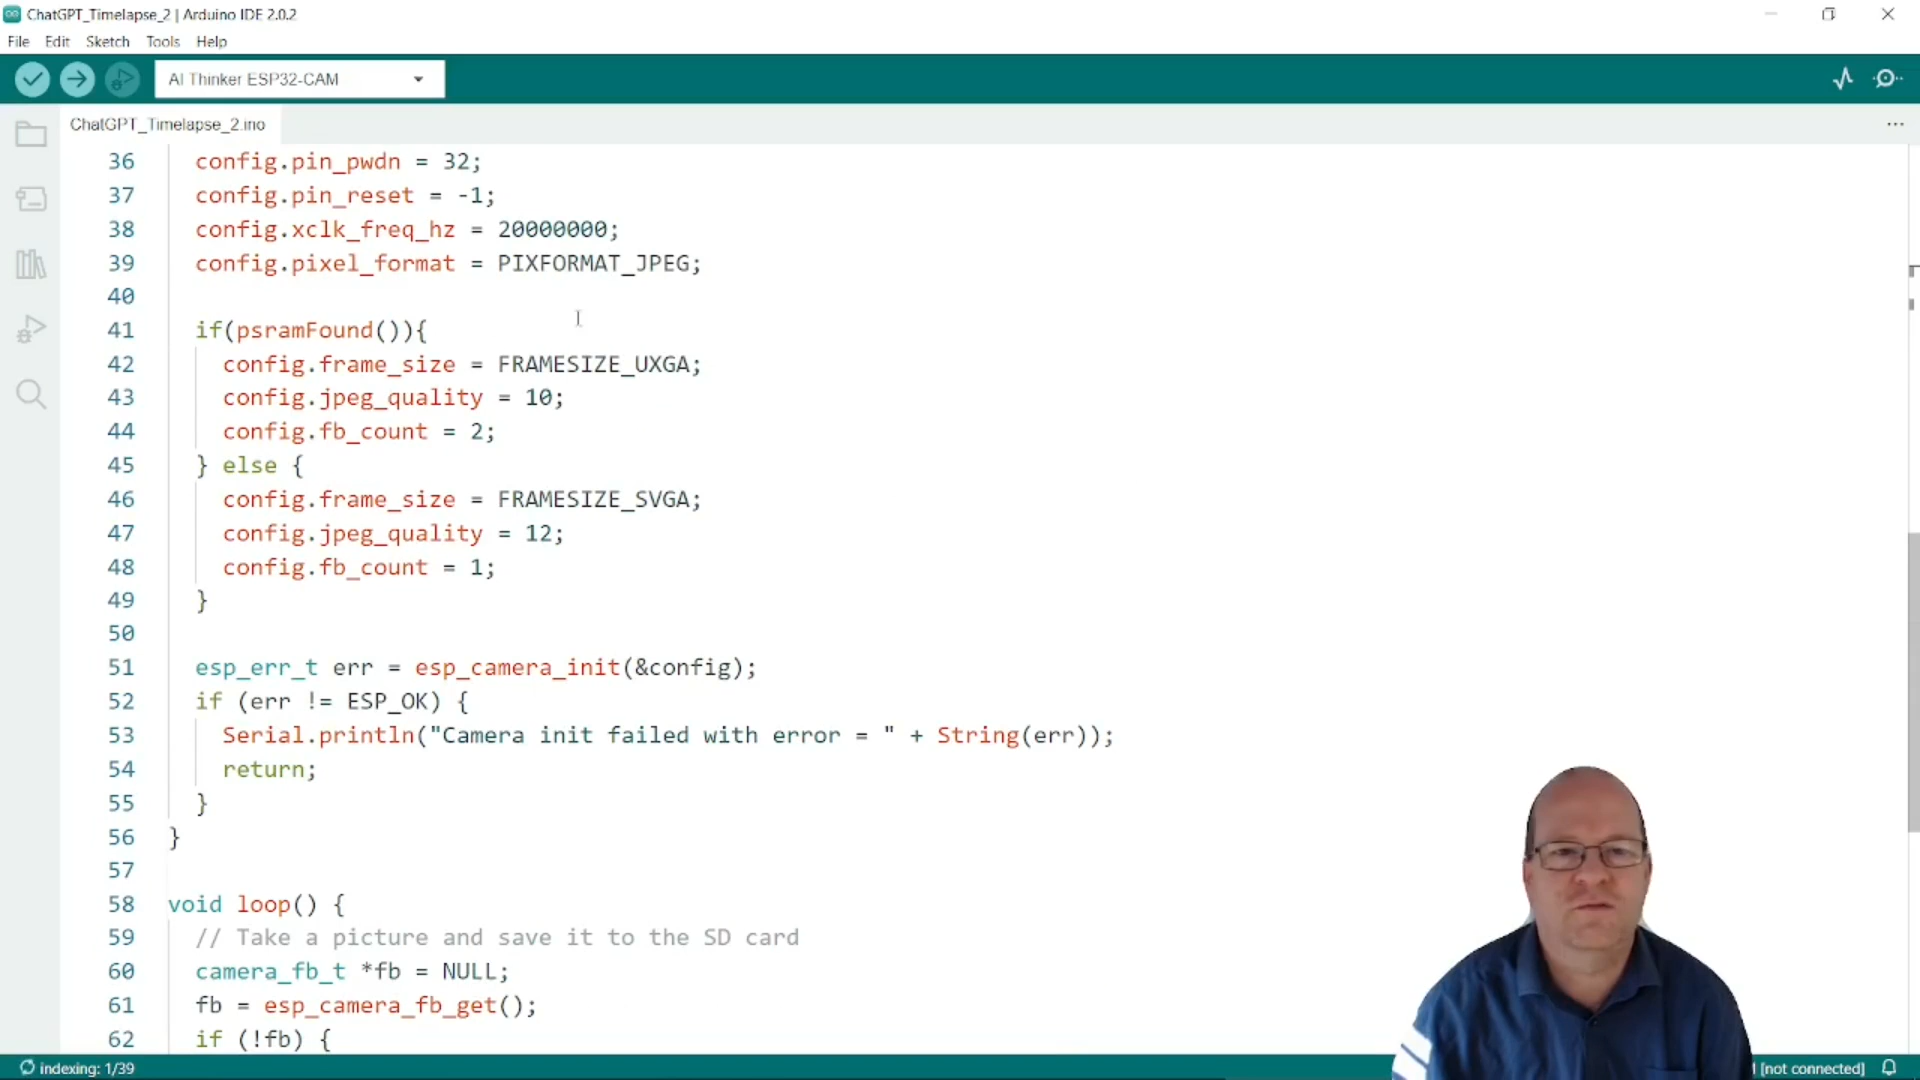 ChatGPT_Timelapse_2 | Arduino IDE 2.0.2
File Edit Sketch Tools Help
AI Thinker ESP32-CAM
ChatGPT_Timelapse_2.ino
36 config.pin_pwdn = 32;
37 config.pin_reset = -1;
38 config.xclk_freq_hz = 20000000;
39 config.pixel_format = PIXFORMAT_JPEG;
40
41 if(psramFound()){
42 config.frame_size = FRAMESIZE_UXGA;
43 config.jpeg_quality = 10;
44 config.fb_count = 2;
45 } else {
46 config.frame_size = FRAMESIZE_SVGA;
47 config.jpeg_quality = 12;
48 config.fb_count = 1;
49 }
50
51 esp_err_t err = esp_camera_init(&config);
52 if (err != ESP_OK) {
53 Serial.println("Camera init failed with error = " + String(err));
54 return;
55 }
56 }
57
58 void loop() {
59 // Take a picture and save it to the SD card
60 camera_fb_t *fb = NULL;
61 fb = esp_camera_fb_get();
62 if (!fb) {
indexing: 1/39
[not connected]